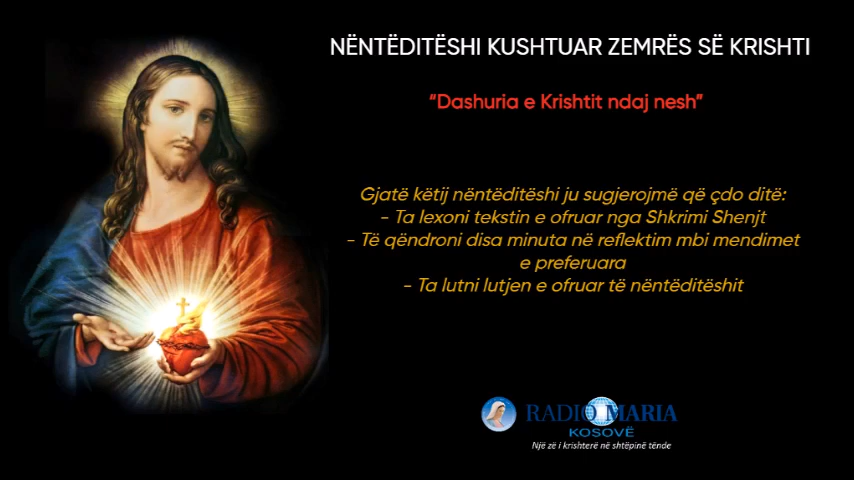 NËNTËDITËSHI KUSHTUAR ZEMRËS SË KRISHTI
“Dashuria e Krishtit ndaj nesh”
Gjatë këtij nëntëditëshi ju sugjerojmë që çdo ditë:
- Ta lexoni tekstin e ofruar nga Shkrimi Shenjt
- Të qëndroni disa minuta në reflektim mbi mendimet
e preferuara
- Ta lutni lutjen e ofruar të nëntëditëshit
RADIO MARIA
KOSOVË
Një zë i krishterë në shtëpinë tënde